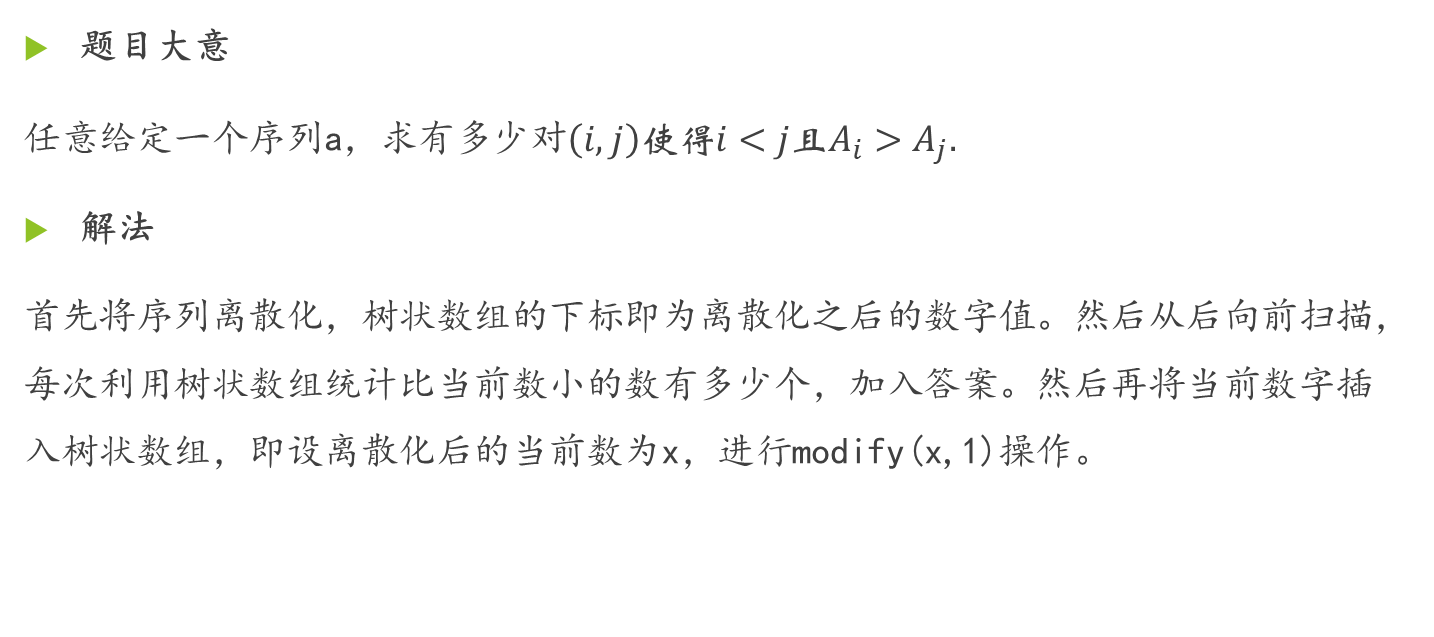 题目大意
任意给定一个序列a，求有多少对(i,j)使得i < j且A_i > A_j.
解法
首先将序列离散化，树状数组的下标即为离散化之后的数字值。然后从后向前扫描，
每次利用树状数组统计比当前数小的数有多少个，加入答案。然后再将当前数字插
入树状数组，即设离散化后的当前数为x，进行modify(x,1)操作。